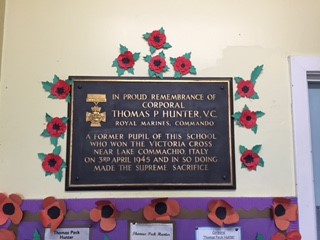 IN PROUD REMEMBRANCE OF
CORPORAL
THOMAS P HUNTER, V.C.
ROYAL MARINES, COMMANDO
A FORMER PUPIL OF THIS SCHOOL
WHO WON THE VICTORIA CROSS
NEAR LAKE COMMACHIO, ITALY
ON 3RD APRIL 1945 AND IN SO DOING
MADE THE SUPREME SACRIFICE
Thomas Peck
Hunter
Thomas Peck Hunter